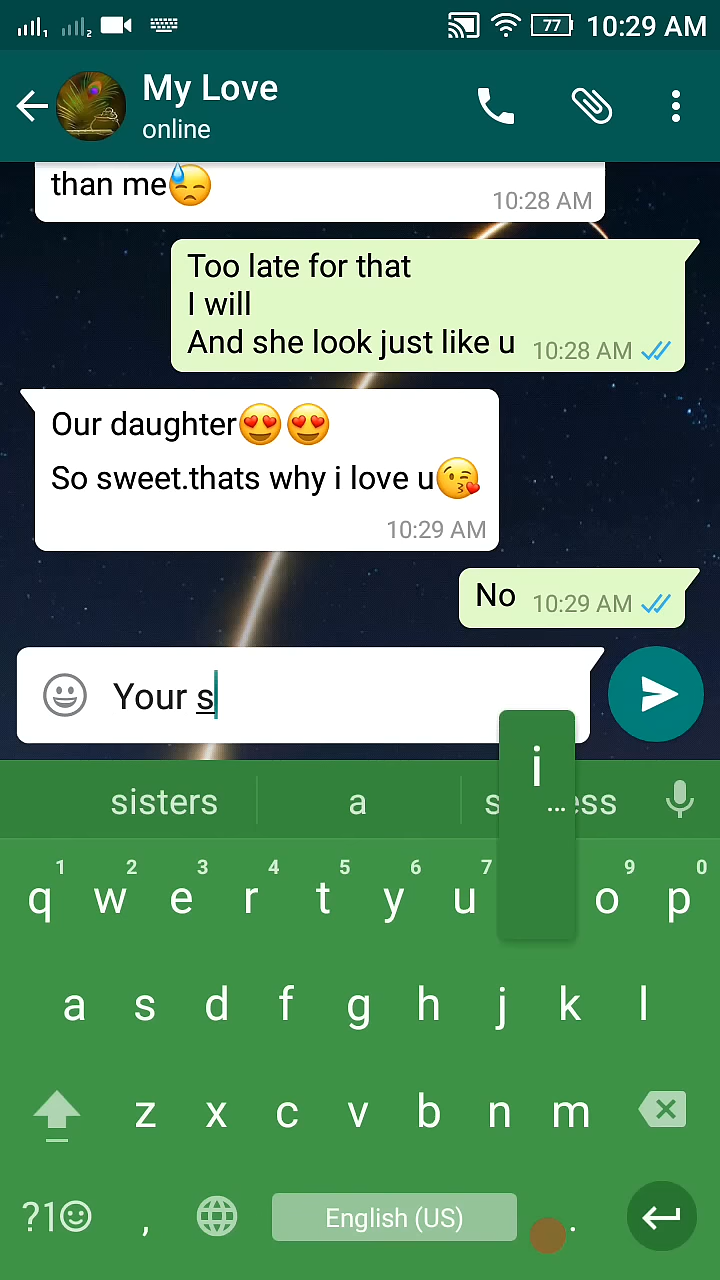 77 10:29 AM
My Love
online
than me
10:28 AM
Too late for that
I will
And she look just like u 10:28 AM
Our daughter😍😍
So sweet.thats why i love u😘
10:29 AM
No 10:29 AM
Your s
i
sisters a
1 2 3 4 5 6 7 9 0
q w e r t y u o p
a s d f g h j k l
z x c v b n m
?1 , English (US) .